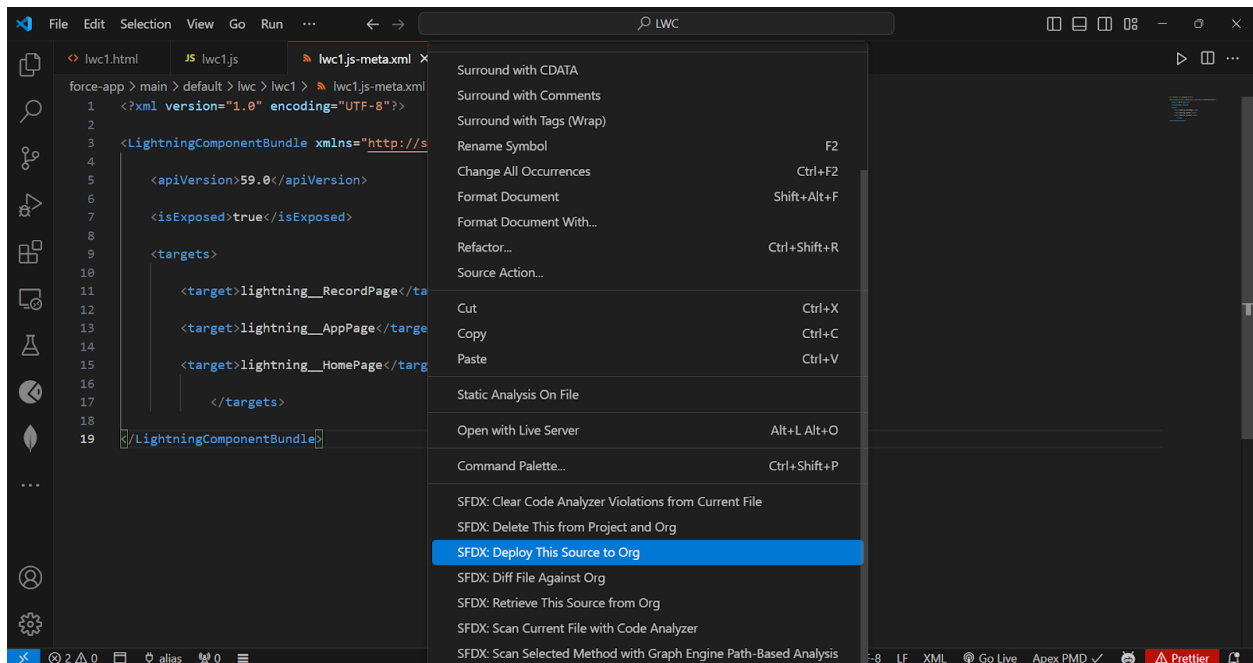 File Edit Selection View Go Run ··· LWC
lwc1.html JS lwc1.js lwc1.js-meta.xml
force-app > main > default > lwc > lwc1 > lwc1.js-meta.xml
1 <?xml version="1.0" encoding="UTF-8"?>
2
3 <LightningComponentBundle xmlns="http://s
4
5 <apiVersion>59.0</apiVersion>
6
7 <isExposed>true</isExposed>
8
9 <targets>
10
11 <target>lightning__RecordPage</ta
12
13 <target>lightning__AppPage</targe
14
15 <target>lightning__HomePage</targ
16
17 </targets>
18
19 </LightningComponentBundle>
Surround with CDATA
Surround with Comments
Surround with Tags (Wrap)
Rename Symbol F2
Change All Occurrences Ctrl+F2
Format Document Shift+Alt+F
Format Document With...
Refactor... Ctrl+Shift+R
Source Action...
Cut Ctrl+X
Copy Ctrl+C
Paste Ctrl+V
Static Analysis On File
Open with Live Server Alt+L Alt+O
Command Palette... Ctrl+Shift+P
SFDX: Clear Code Analyzer Violations from Current File
SFDX: Delete This from Project and Org
SFDX: Deploy This Source to Org
SFDX: Diff File Against Org
SFDX: Retrieve This Source from Org
SFDX: Scan Current File with Code Analyzer
SFDX: Scan Selected Method with Graph Engine Path-Based Analysis
2 0 alias 0 F-8 LF XML Go Live Apex PMD Prettier